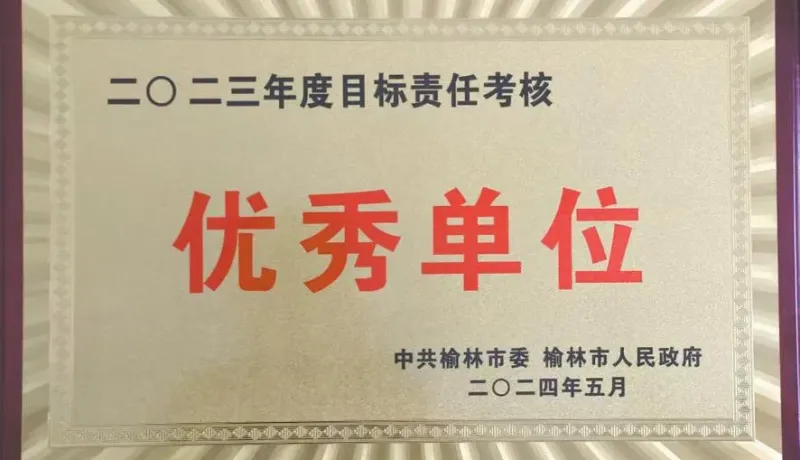 二〇二三年度目标责任考核
优秀单位
中共榆林市委 榆林市人民政府
二〇二四年五月